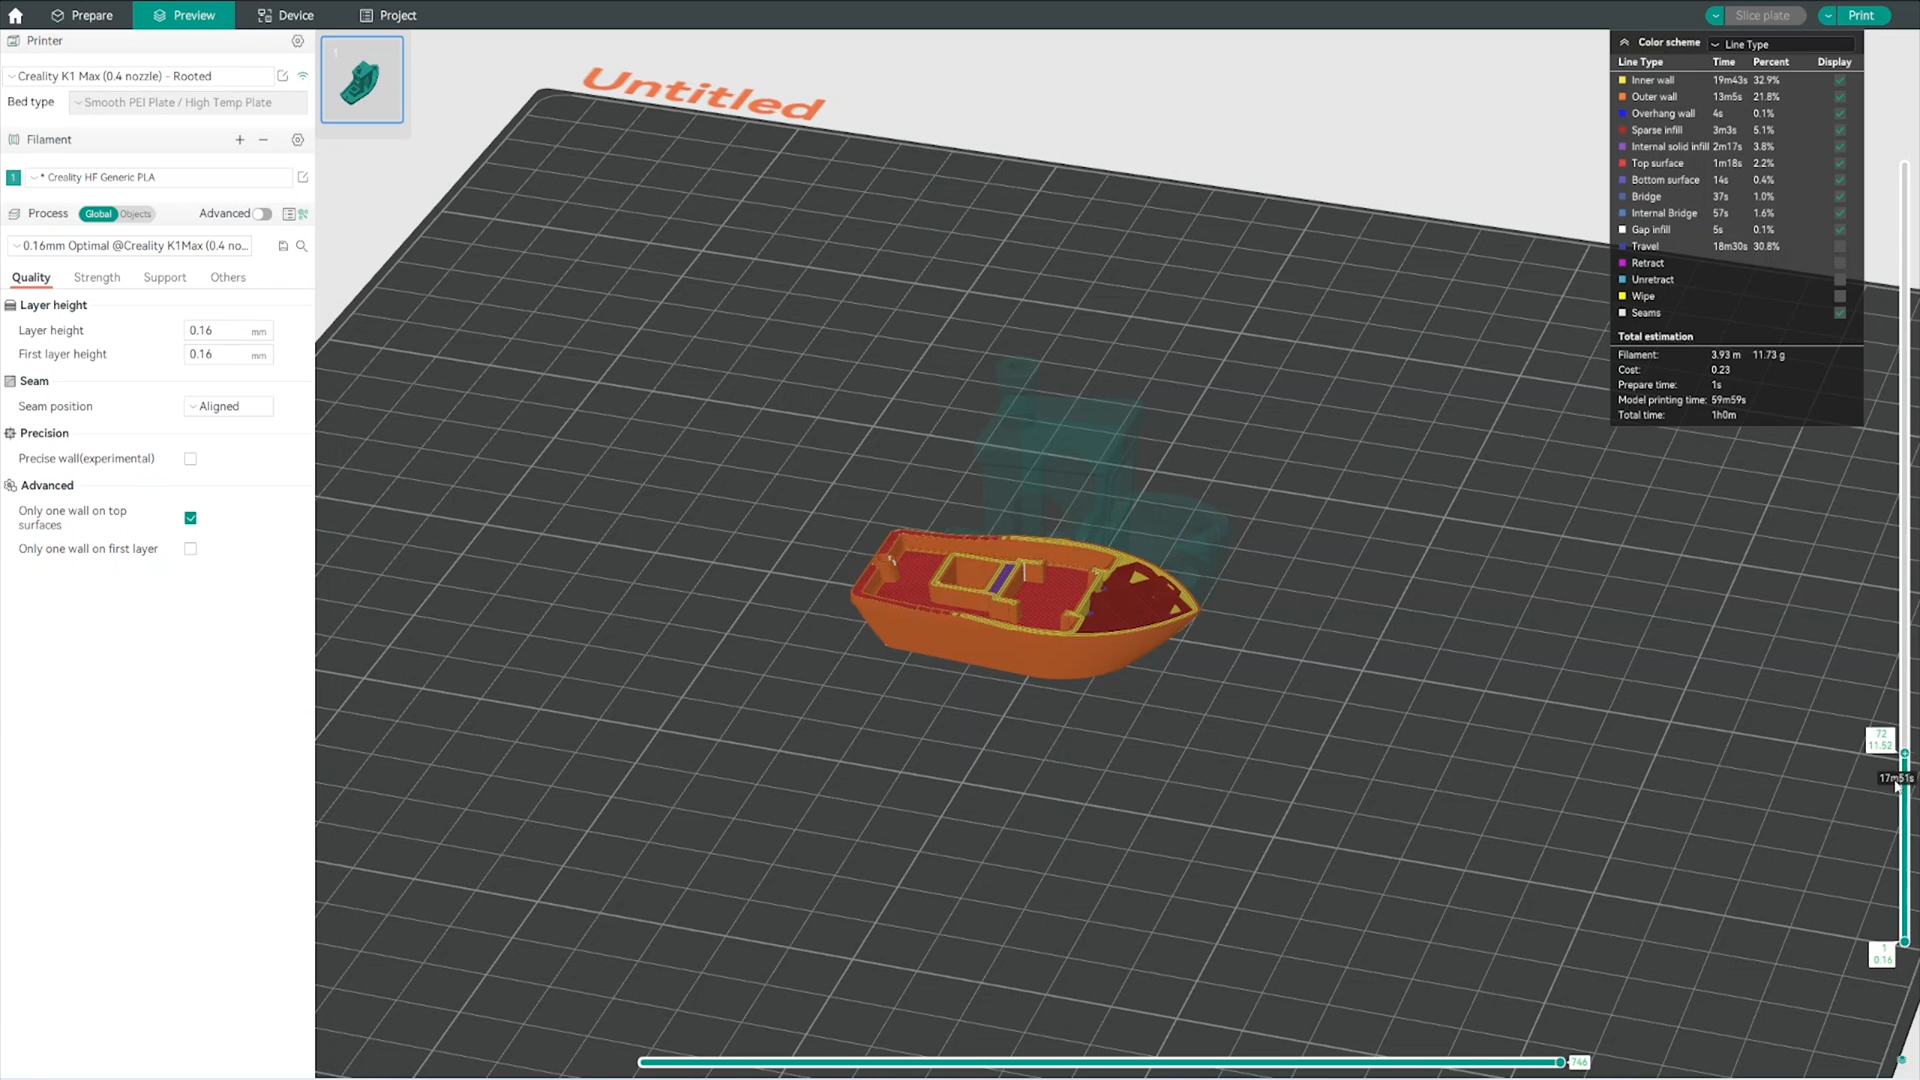 Prepare
Preview
Device
Project
Slice plate
Print
Printer
Creality K1 Max (0.4 nozzle) - Rooted
Bed type
Smooth PEI Plate / High Temp Plate
Filament
1
* Creality HF Generic PLA
Process
Global
Objects
Advanced
0.16mm Optimal @Creality K1Max (0.4 no...
Quality
Strength
Support
Others
Layer height
Layer height
0.16
mm
First layer height
0.16
mm
Seam
Seam position
Aligned
Precision
Precise wall(experimental)
Advanced
Only one wall on top
surfaces
Only one wall on first layer
1
Untitled
Color scheme
Line Type
Line Type Time Percent Display
Inner wall 19m43s 32.9%
Outer wall 13m5s 21.8%
Overhang wall 4s 0.1%
Sparse infill 3m3s 5.1%
Internal solid infill 2m17s 3.8%
Top surface 1m18s 2.2%
Bottom surface 14s 0.4%
Bridge 37s 1.0%
Internal Bridge 57s 1.6%
Gap infill 5s 0.1%
Travel 18m30s 30.8%
Retract
Unretract
Wipe
Seams
Total estimation
Filament: 3.93 m 11.73 g
Cost: 0.23
Prepare time: 1s
Model printing time: 59m59s
Total time: 1h0m
72
11.52
17m51s
1
0.16
746